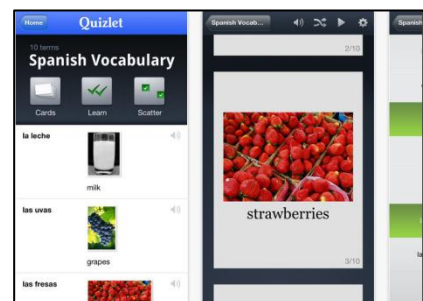 Home
Quizlet
10 terms
Spanish Vocabulary
Cards
Learn
Scatter
la leche
milk
las uvas
grapes
las fresas
Spanish Vocab...
2/10
strawberries
3/10
Spanish
la